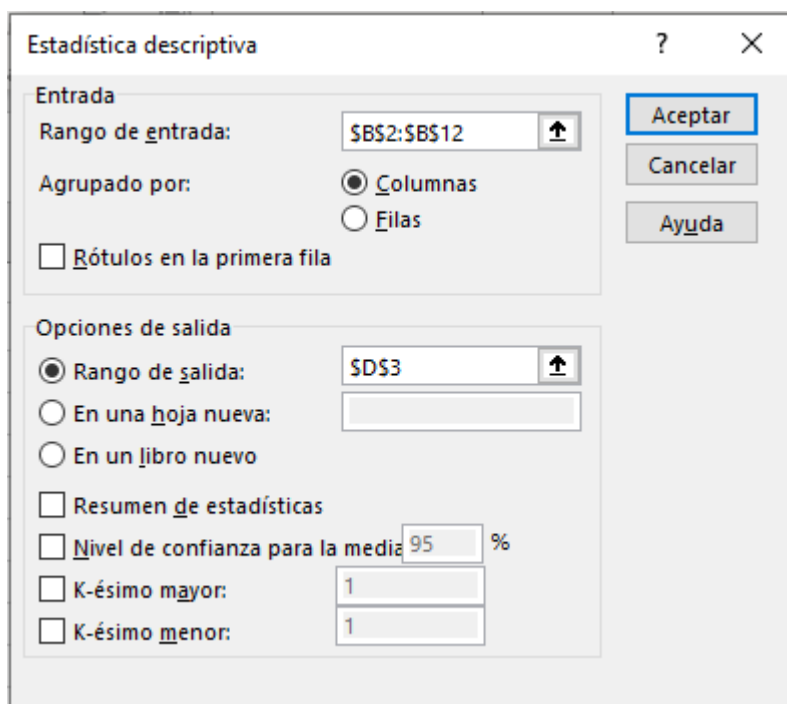 Estadística descriptiva ?
Entrada
Rango de entrada: $B$2:$B$12
Agrupado por: Columnas
Filas
Rótulos en la primera fila
Aceptar
Cancelar
Ayuda
Opciones de salida
Rango de salida: $D$3
En una hoja nueva:
En un libro nuevo
Resumen de estadísticas
Nivel de confianza para la media 95 %
K-ésimo mayor: 1
K-ésimo menor: 1